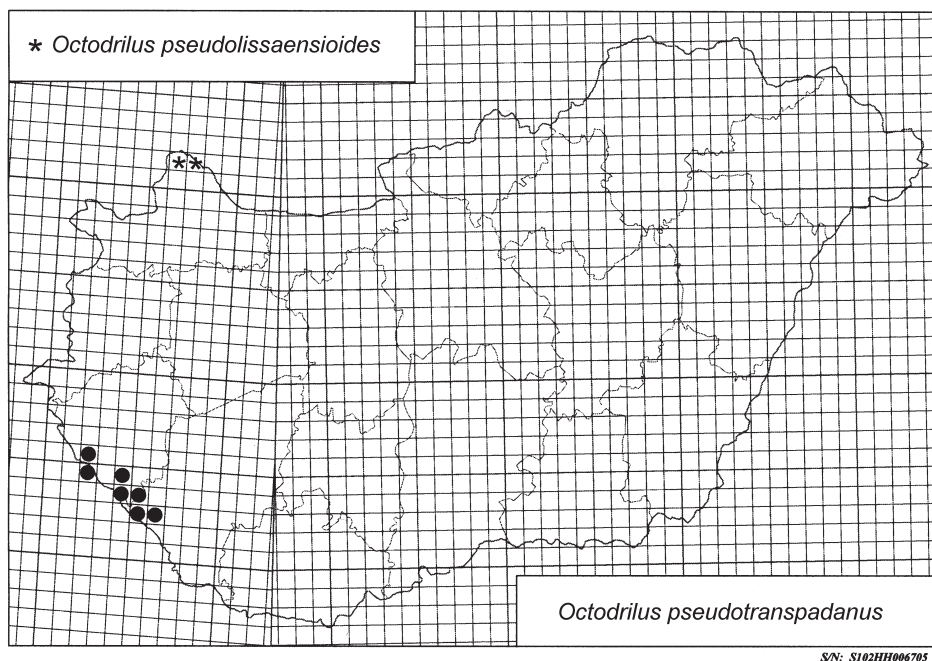 * Octodrilus pseudolissaensioides
Octodrilus pseudotranspadanus
S/N: S102HH006705